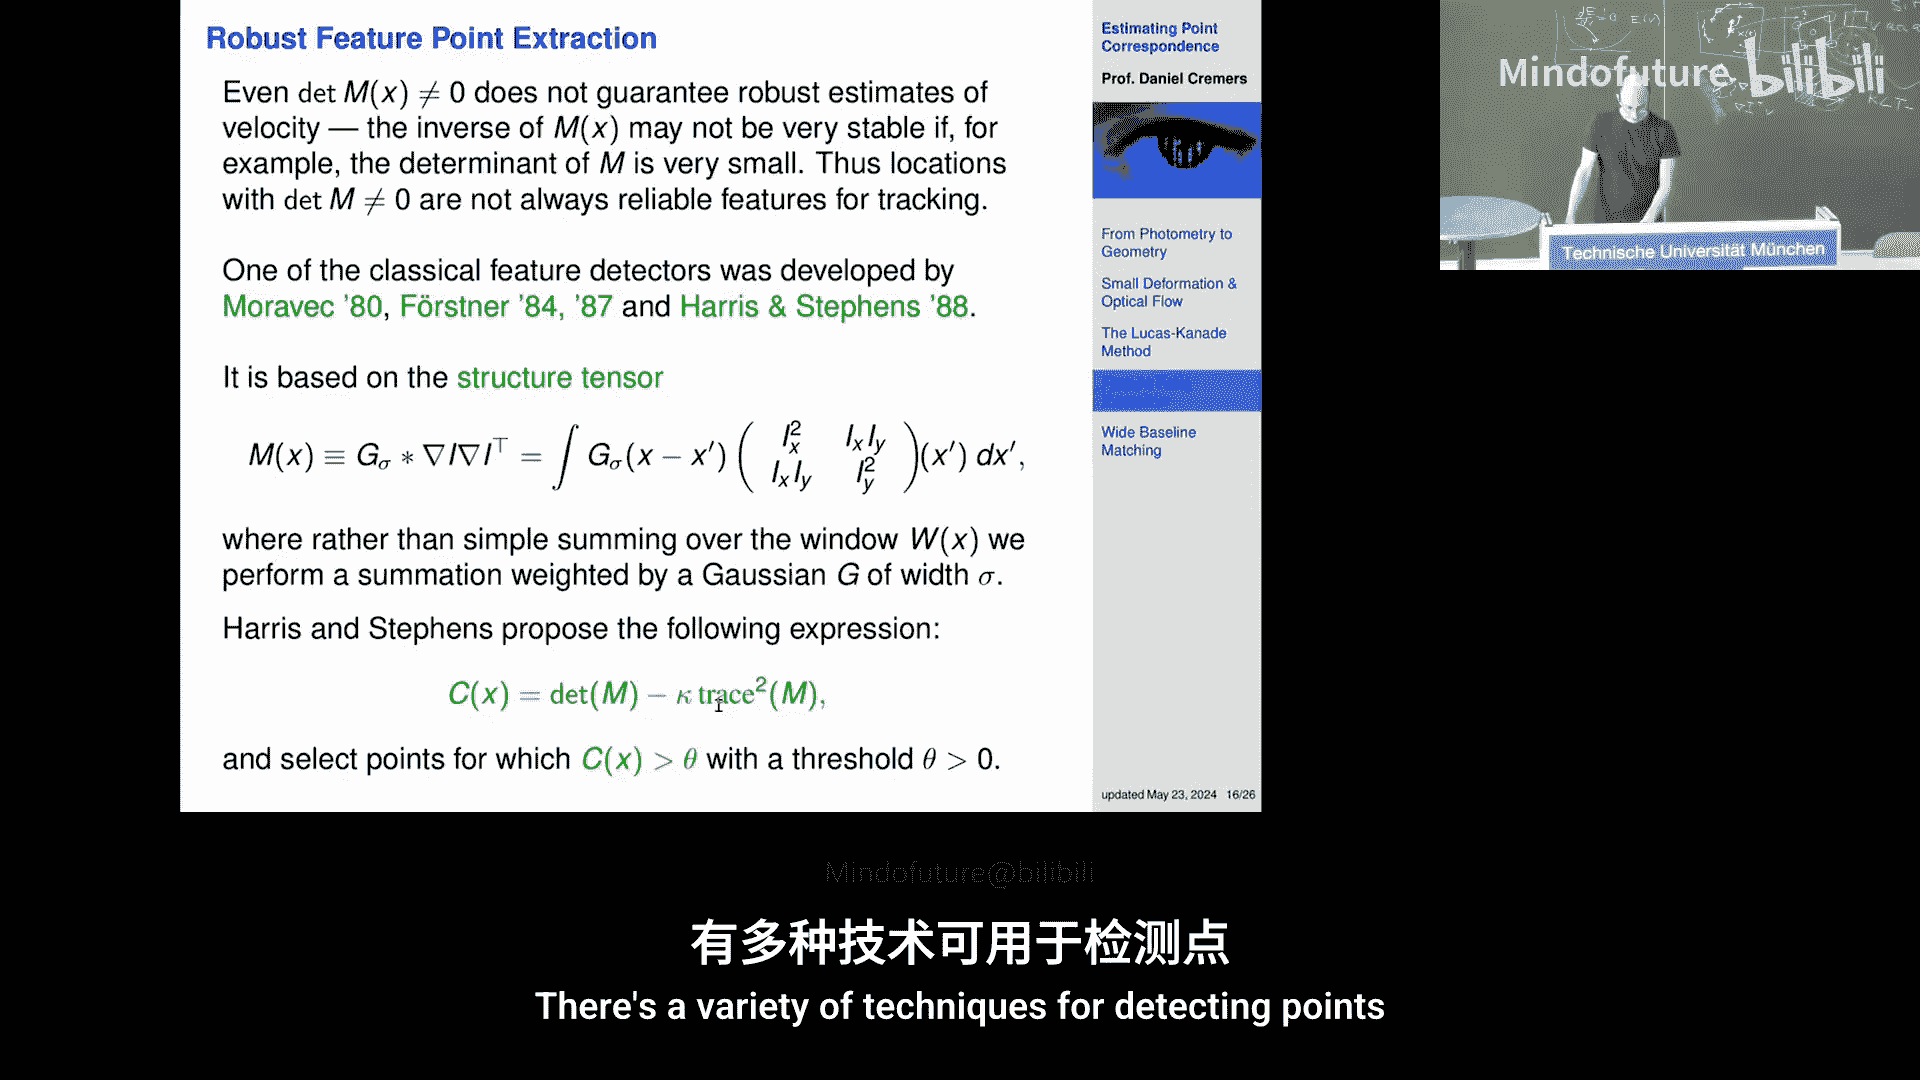 Robust Feature Point Extraction
Even det M(x) ≠ 0 does not guarantee robust estimates of
velocity — the inverse of M(x) may not be very stable if, for
example, the determinant of M is very small. Thus locations
with det M ≠ 0 are not always reliable features for tracking.
One of the classical feature detectors was developed by
Moravec '80, Förstner '84, '87 and Harris & Stephens '88.
It is based on the structure tensor
M(x) ≡ G_σ ∗ ∇I∇I^⊤ = ∫ G_σ(x − x′) ( I_x^2 I_xI_y ; I_xI_y I_y^2 ) (x′) dx′,
where rather than simple summing over the window W(x) we
perform a summation weighted by a Gaussian G of width σ.
Harris and Stephens propose the following expression:
C(x) = det(M) − κ trace²(M),
and select points for which C(x) > θ with a threshold θ > 0.
Estimating Point
Correspondence
Prof. Daniel Cremers
From Photometry to
Geometry
Small Deformation &
Optical Flow
The Lucas-Kanade
Method
Wide Baseline
Matching
updated May 23, 2024 16/26
Mindofuture bilibili
Technische Universität München
Mindofuture@bilibili
有多种技术可用于检测点
There's a variety of techniques for detecting points